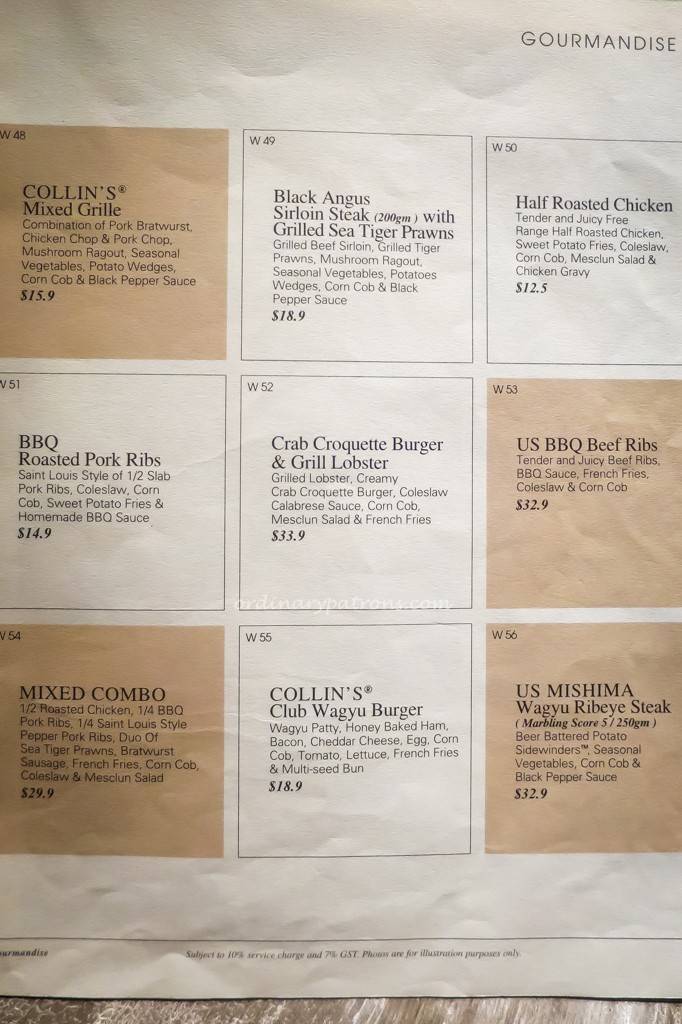 GOURMANDISE
W 48
COLLIN'S®
Mixed Grille
Combination of Pork Bratwurst,
Chicken Chop & Pork Chop,
Mushroom Ragout, Seasonal
Vegetables, Potato Wedges,
Corn Cob & Black Pepper Sauce
$15.9
W 49
Black Angus
Sirloin Steak (200gm ) with
Grilled Sea Tiger Prawns
Grilled Beef Sirloin, Grilled Tiger
Prawns, Mushroom Ragout,
Seasonal Vegetables, Potatoes
Wedges, Corn Cob & Black
Pepper Sauce
$18.9
W 50
Half Roasted Chicken
Tender and Juicy Free
Range Half Roasted Chicken,
Sweet Potato Fries, Coleslaw,
Corn Cob, Mesclun Salad &
Chicken Gravy
$12.5
W 51
BBQ
Roasted Pork Ribs
Saint Louis Style of 1/2 Slab
Pork Ribs, Coleslaw, Corn
Cob, Sweet Potato Fries &
Homemade BBQ Sauce
$14.9
W 52
Crab Croquette Burger
& Grill Lobster
Grilled Lobster, Creamy
Crab Croquette Burger, Coleslaw
Calabrese Sauce, Corn Cob,
Mesclun Salad & French Fries
$33.9
W 53
US BBQ Beef Ribs
Tender and Juicy Beef Ribs,
BBQ Sauce, French Fries,
Coleslaw & Corn Cob
$32.9
ordinarypatrons.com
W 54
MIXED COMBO
1/2 Roasted Chicken, 1/4 BBQ
Pork Ribs, 1/4 Saint Louis Style
Pepper Pork Ribs, Duo Of
Sea Tiger Prawns, Bratwurst
Sausage, French Fries, Corn Cob,
Coleslaw & Mesclun Salad
$29.9
W 55
COLLIN'S®
Club Wagyu Burger
Wagyu Patty, Honey Baked Ham,
Bacon, Cheddar Cheese, Egg, Corn
Cob, Tomato, Lettuce, French Fries
& Multi-seed Bun
$18.9
W 56
US MISHIMA
Wagyu Ribeye Steak
( Marbling Score 5 / 250gm )
Beer Battered Potato
Sidewinders™, Seasonal
Vegetables, Corn Cob &
Black Pepper Sauce
$32.9
ourmandise
Subject to 10% service charge and 7% GST. Photos are for illustration purposes only.